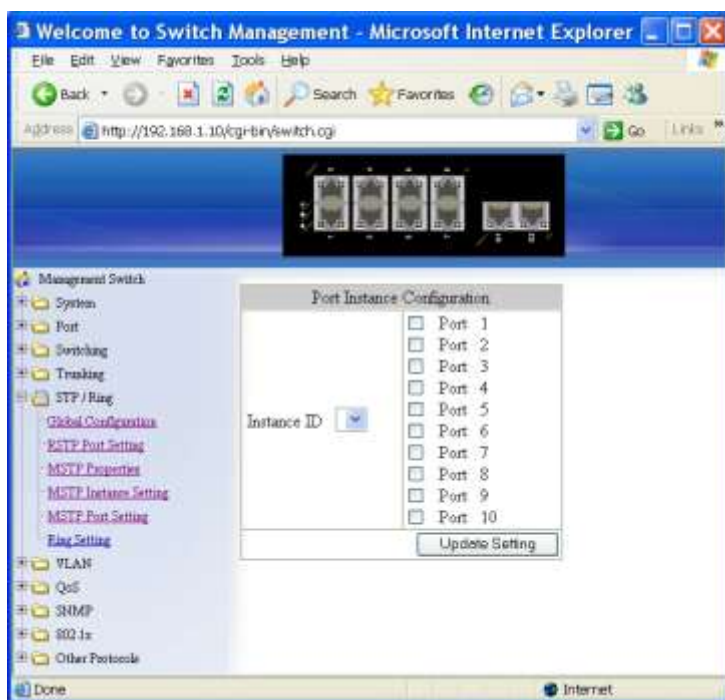 Welcome to Switch Management - Microsoft Internet Explorer
File Edit View Favorites Tools Help
Back Search Favorites
Address http://192.168.1.10/cgi-bin/switch.cgi Go Links »
Management Switch
System
Port
Switching
Trunking
STP / Ring
Global Configuration
RSTP Port Setting
MSTP Properties
MSTP Instance Setting
MSTP Port Setting
Ring Setting
VLAN
QoS
SNMP
802.1x
Other Protocols
Port Instance Configuration
Instance ID
Port 1
Port 2
Port 3
Port 4
Port 5
Port 6
Port 7
Port 8
Port 9
Port 10
Update Setting
Done Internet